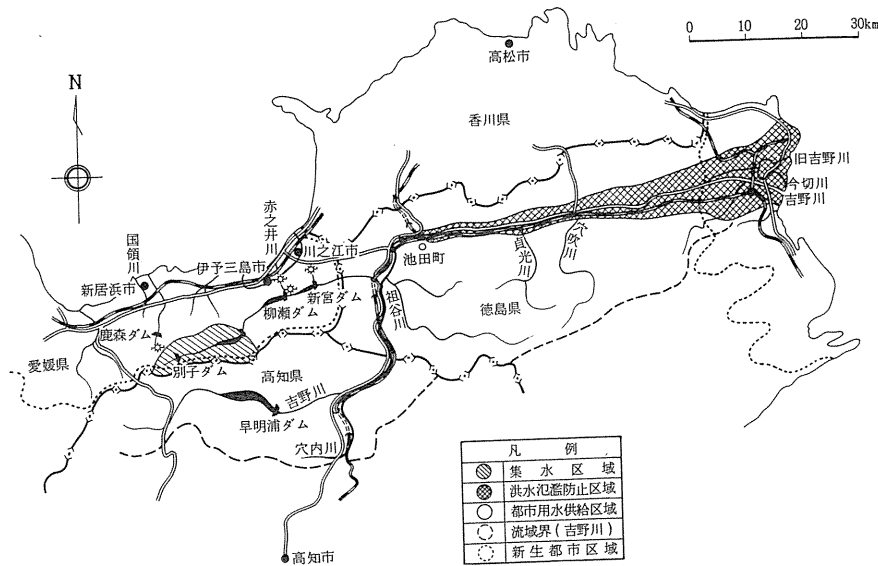 0 10 20 30km
高松市
N
香川県
旧吉野川
今切川
吉野川
赤之井川
国領川
川之江市
穴吹川
貞光川
池田町
伊予三島市
新居浜市
新宮ダム
柳瀬ダム
祖谷川
徳島県
鹿森ダム
愛媛県
別子ダム
高知県
吉野川
早明浦ダム
穴内川
高知市
凡例
集水区域
洪水氾濫防止区域
都市用水供給区域
流域界(吉野川)
新生都市区域